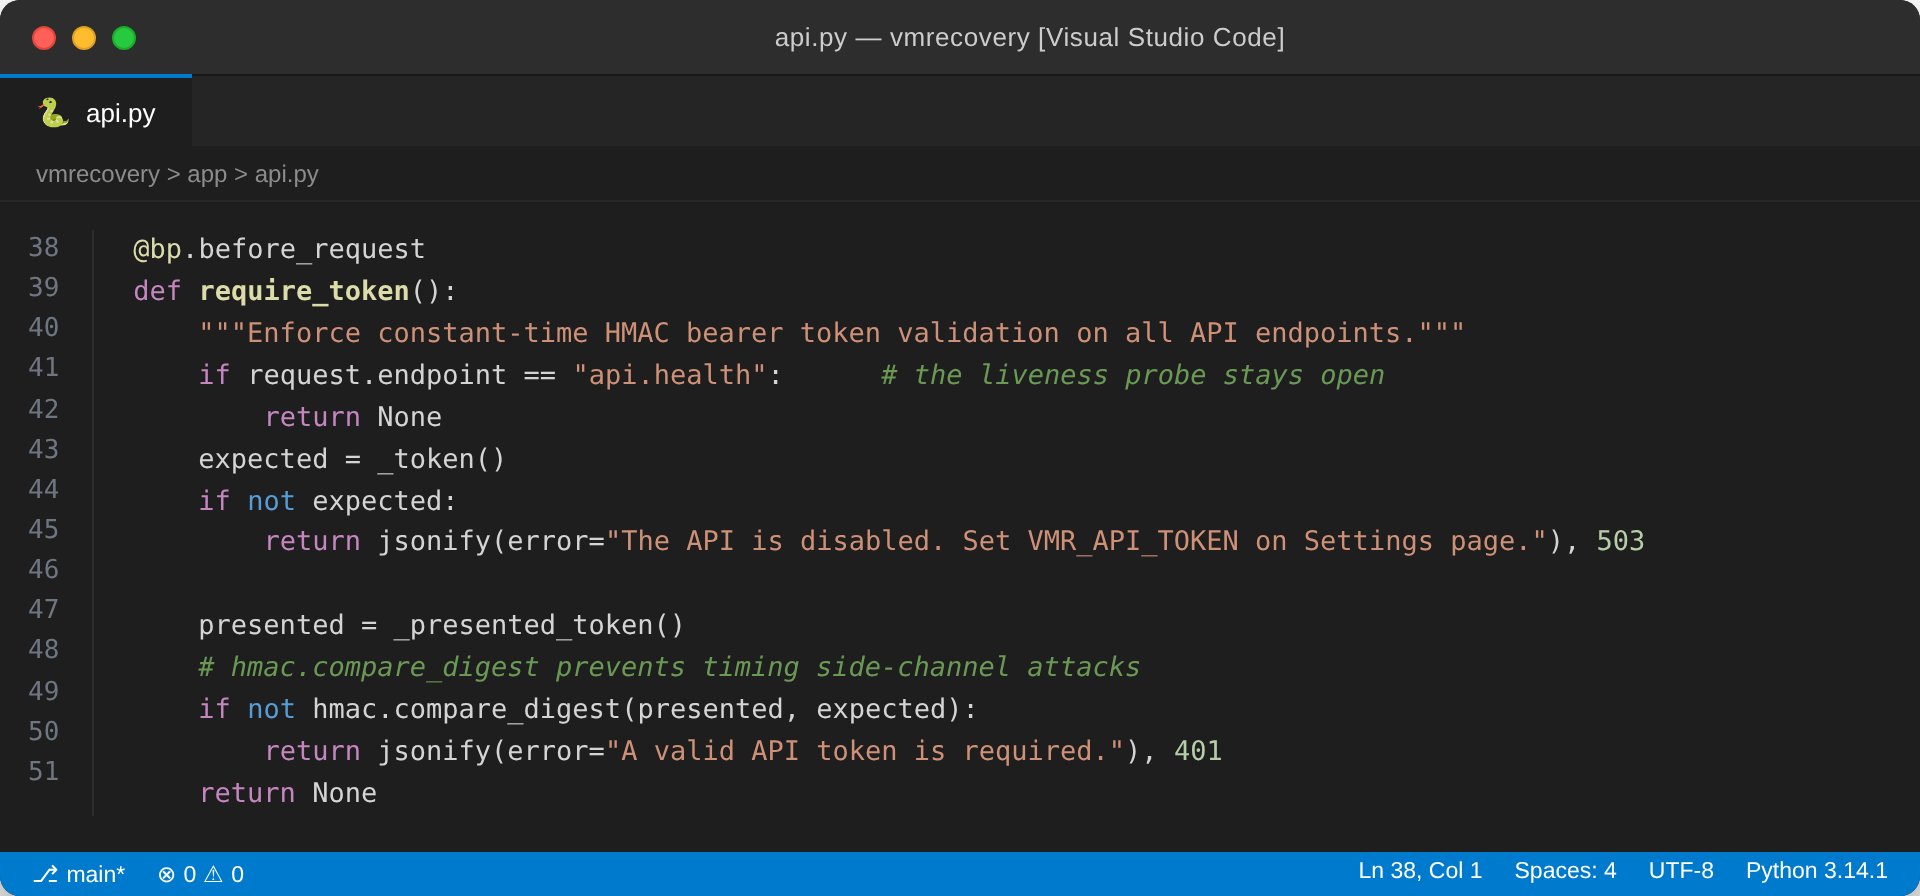 api.py — vmrecovery [Visual Studio Code]
api.py
vmrecovery > app > api.py
38 @bp.before_request
39 def require_token():
40     """Enforce constant-time HMAC bearer token validation on all API endpoints."""
41     if request.endpoint == "api.health":      # the liveness probe stays open
42         return None
43     expected = _token()
44     if not expected:
45         return jsonify(error="The API is disabled. Set VMR_API_TOKEN on Settings page."), 503
46
47     presented = _presented_token()
48     # hmac.compare_digest prevents timing side-channel attacks
49     if not hmac.compare_digest(presented, expected):
50         return jsonify(error="A valid API token is required."), 401
51     return None
⎇ main* ⊗ 0 ⚠ 0 Ln 38, Col 1 Spaces: 4 UTF-8 Python 3.14.1